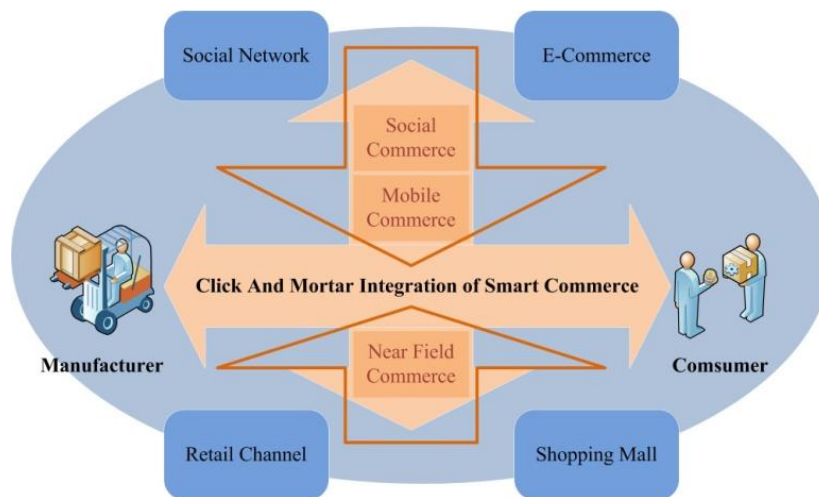 Social Network
E-Commerce
Social
Commerce
Mobile
Commerce
Click And Mortar Integration of Smart Commerce
Manufacturer
Comsumer
Near Field
Commerce
Retail Channel
Shopping Mall